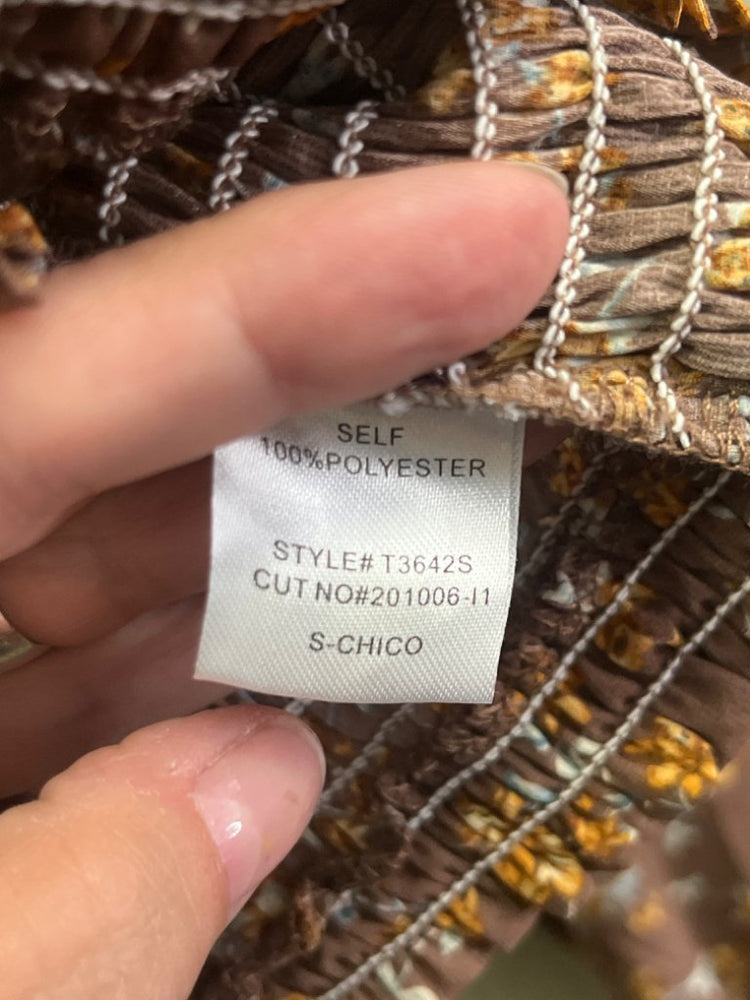 SELF
100%POLYESTER
STYLE# T3642S
CUT NO#201006-I1
S-CHICO